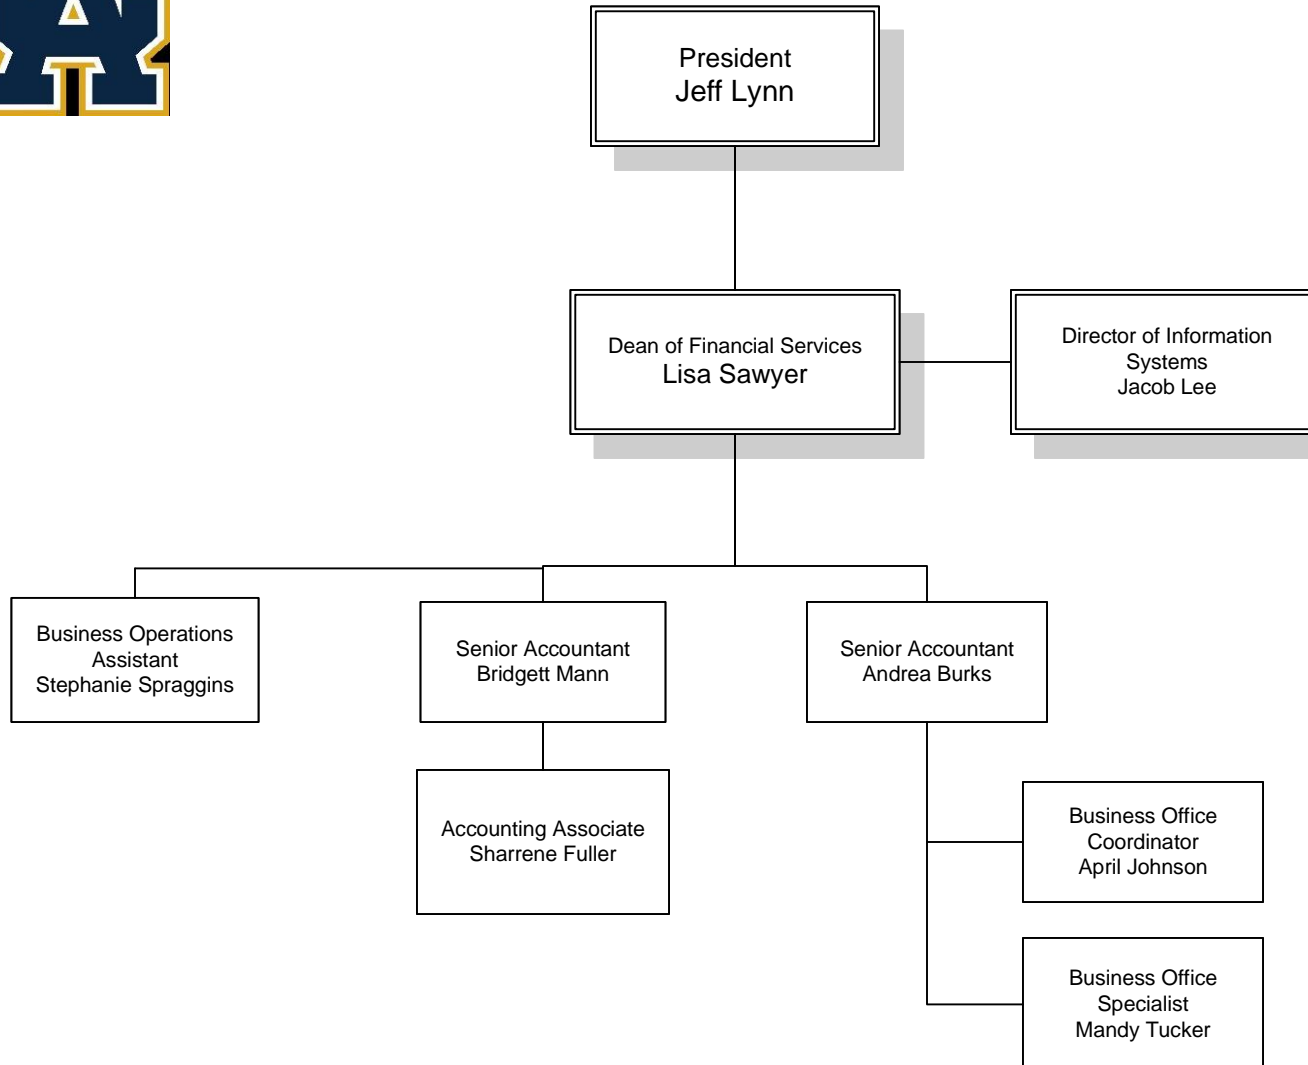 A
President
Jeff Lynn
Dean of Financial Services
Lisa Sawyer
Director of Information
Systems
Jacob Lee
Business Operations
Assistant
Stephanie Spraggins
Senior Accountant
Bridgett Mann
Senior Accountant
Andrea Burks
Accounting Associate
Sharrene Fuller
Business Office
Coordinator
April Johnson
Business Office
Specialist
Mandy Tucker